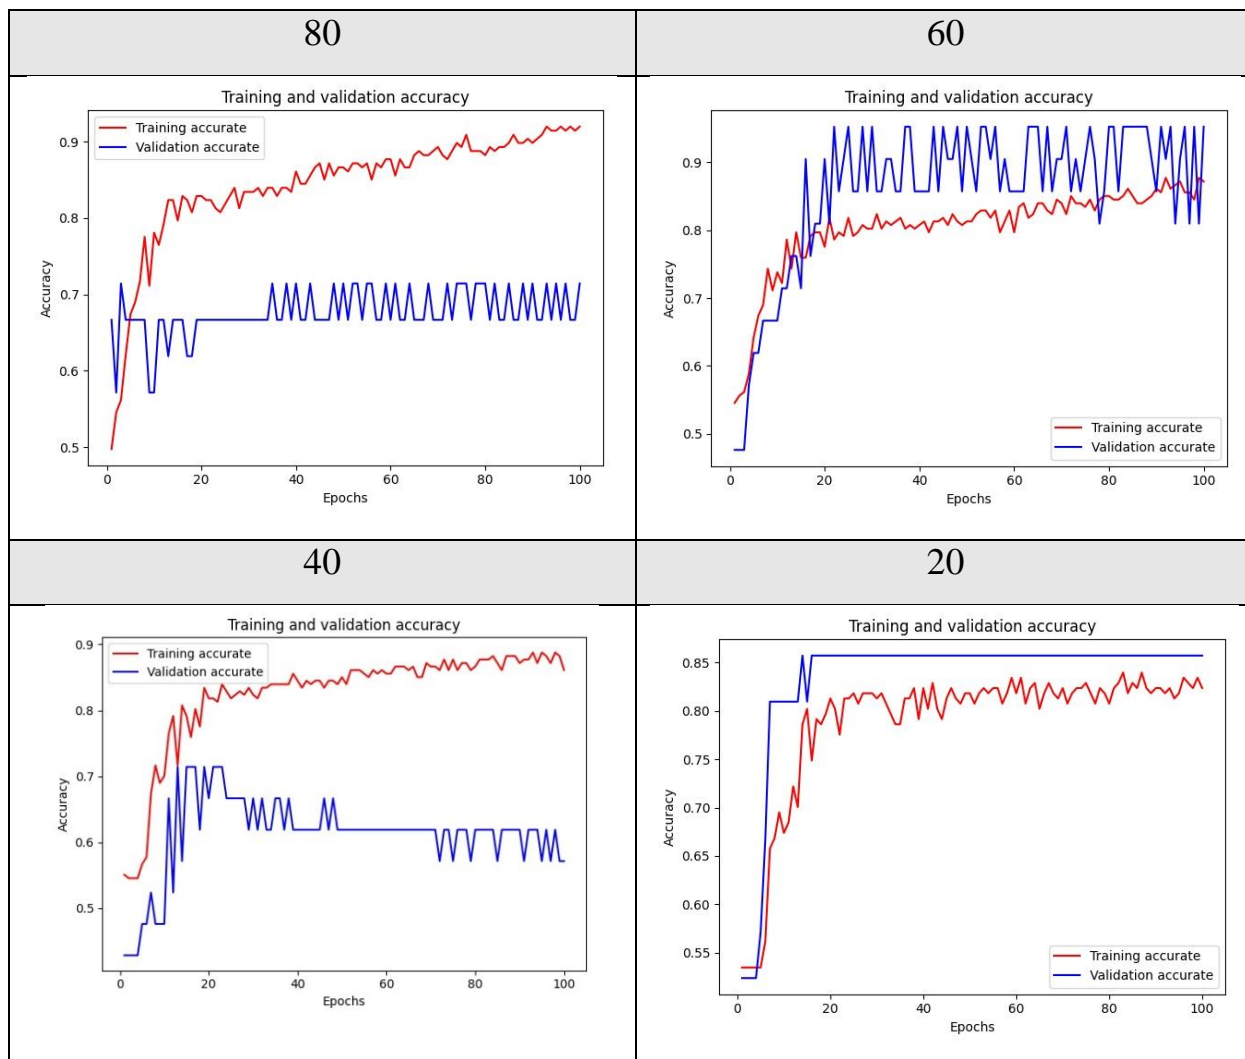 80
60
Training and validation accuracy
Training accurate
Validation accurate
0.9
0.8
0.7
0.6
0.5
Accuracy
0 20 40 60 80 100
Epochs
Training and validation accuracy
0.9
0.8
0.7
0.6
0.5
Accuracy
Training accurate
Validation accurate
0 20 40 60 80 100
Epochs
40
20
Training and validation accuracy
Training accurate
Validation accurate
0.9
0.8
0.7
0.6
0.5
Accuracy
0 20 40 60 80 100
Epochs
Training and validation accuracy
0.85
0.80
0.75
0.70
0.65
0.60
0.55
Accuracy
Training accurate
Validation accurate
0 20 40 60 80 100
Epochs